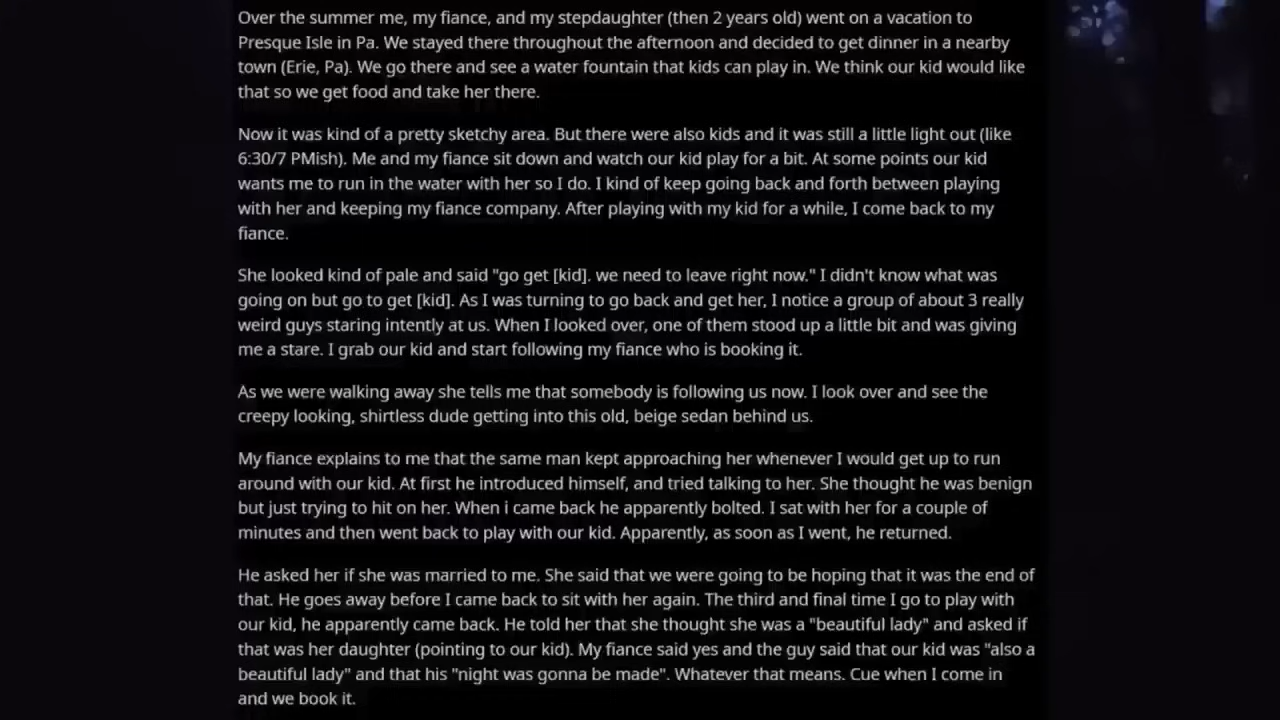 Over the summer me, my fiance, and my stepdaughter (then 2 years old) went on a vacation to
Presque Isle in Pa. We stayed there throughout the afternoon and decided to get dinner in a nearby
town (Erie, Pa). We go there and see a water fountain that kids can play in. We think our kid would like
that so we get food and take her there.
Now it was kind of a pretty sketchy area. But there were also kids and it was still a little light out (like
6:30/7 PMish). Me and my fiance sit down and watch our kid play for a bit. At some points our kid
wants me to run in the water with her so I do. I kind of keep going back and forth between playing
with her and keeping my fiance company. After playing with my kid for a while, I come back to my
fiance.
She looked kind of pale and said "go get [kid]. we need to leave right now." I didn't know what was
going on but go to get [kid]. As I was turning to go back and get her, I notice a group of about 3 really
weird guys staring intently at us. When I looked over, one of them stood up a little bit and was giving
me a stare. I grab our kid and start following my fiance who is booking it.
As we were walking away she tells me that somebody is following us now. I look over and see the
creepy looking, shirtless dude getting into this old, beige sedan behind us.
My fiance explains to me that the same man kept approaching her whenever I would get up to run
around with our kid. At first he introduced himself, and tried talking to her. She thought he was benign
but just trying to hit on her. When i came back he apparently bolted. I sat with her for a couple of
minutes and then went back to play with our kid. Apparently, as soon as I went, he returned.
He asked her if she was married to me. She said that we were going to be hoping that it was the end of
that. He goes away before I came back to sit with her again. The third and final time I go to play with
our kid, he apparently came back. He told her that she thought she was a "beautiful lady" and asked if
that was her daughter (pointing to our kid). My fiance said yes and the guy said that our kid was "also a
beautiful lady" and that his "night was gonna be made". Whatever that means. Cue when I come in
and we book it.